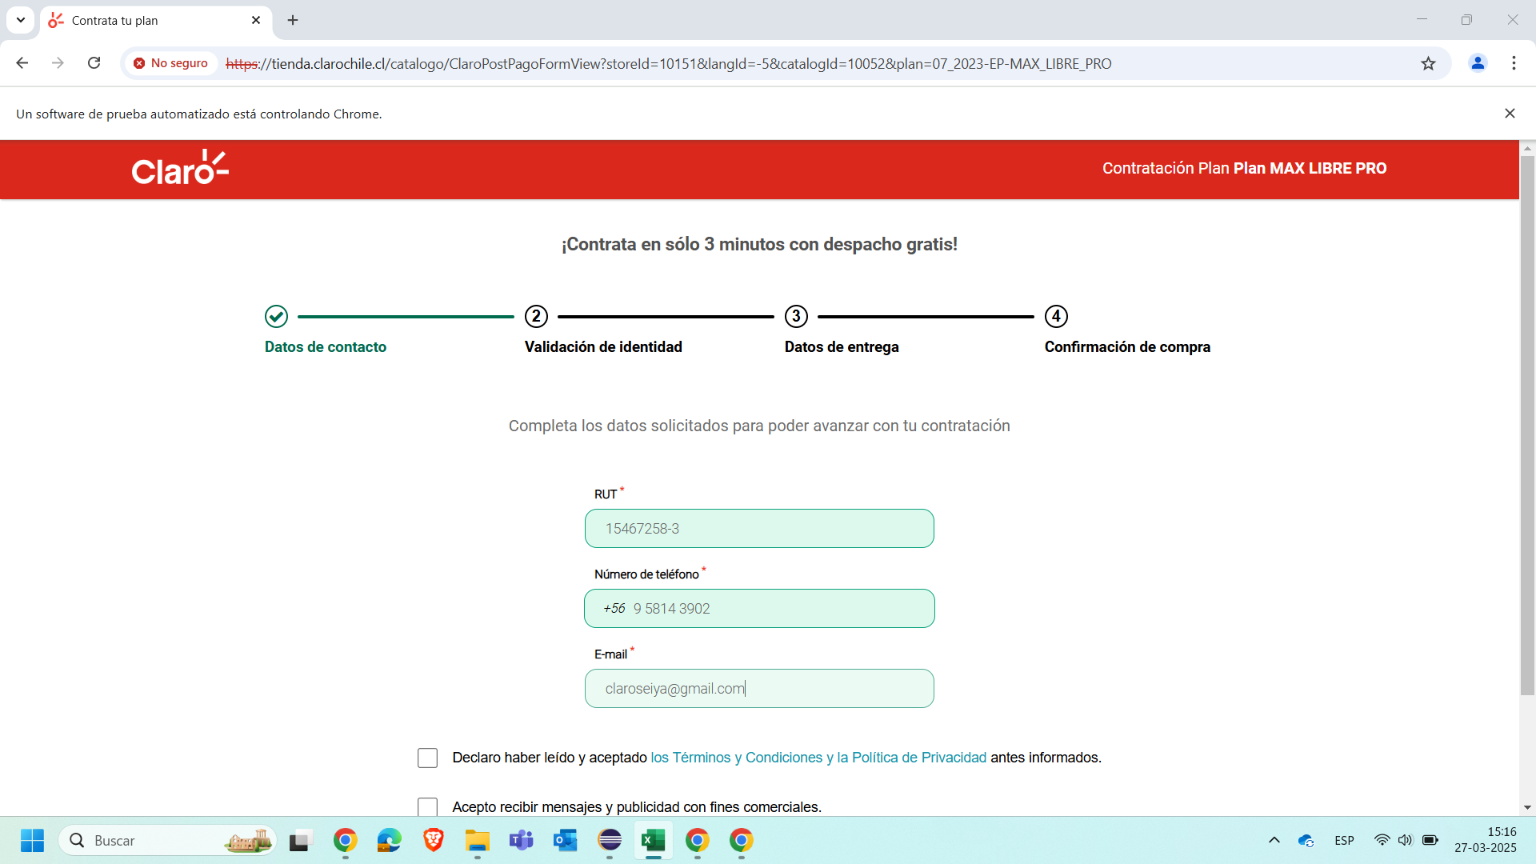 Contrata tu plan
No seguro
https://tienda.clarochile.cl/catalogo/ClaroPostPagoFormView?storeId=10151&langId=-5&catalogId=10052&plan=07_2023-EP-MAX_LIBRE_PRO
Un software de prueba automatizado está controlando Chrome.
Claro
Contratación Plan Plan MAX LIBRE PRO
¡Contrata en sólo 3 minutos con despacho gratis!
2
3
4
Datos de contacto
Validación de identidad
Datos de entrega
Confirmación de compra
Completa los datos solicitados para poder avanzar con tu contratación
RUT *
15467258-3
Número de teléfono *
+56 9 5814 3902
E-mail *
claroseiya@gmail.com
Declaro haber leído y aceptado los Términos y Condiciones y la Política de Privacidad antes informados.
Acepto recibir mensajes y publicidad con fines comerciales.
Buscar
ESP
15:16
27-03-2025